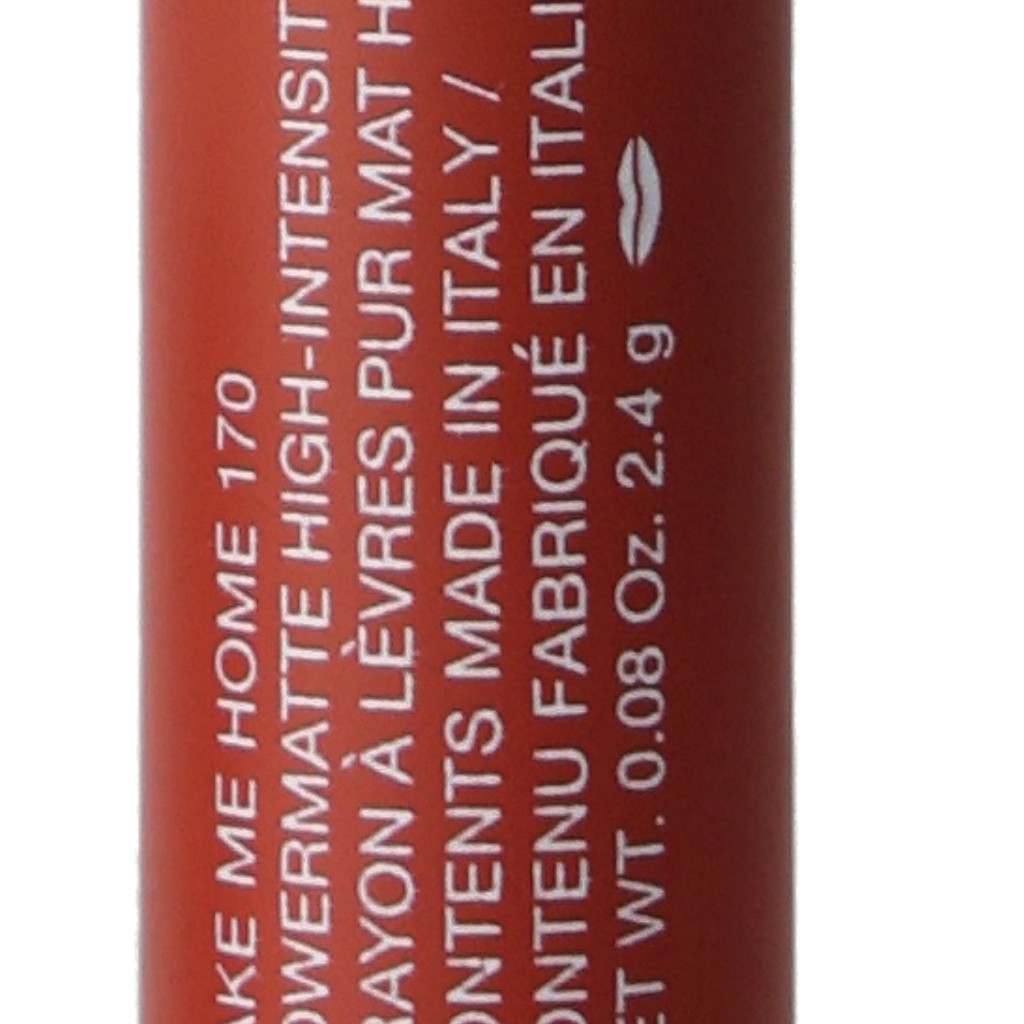 AKE ME HOME 170
OWERMATTE HIGH-INTENSIT
RAYON À LÈVRES PUR MAT H
ONTENTS MADE IN ITALY /
ONTENU FABRIQUÉ EN ITALI
ET WT. 0.08 Oz. 2.4 g